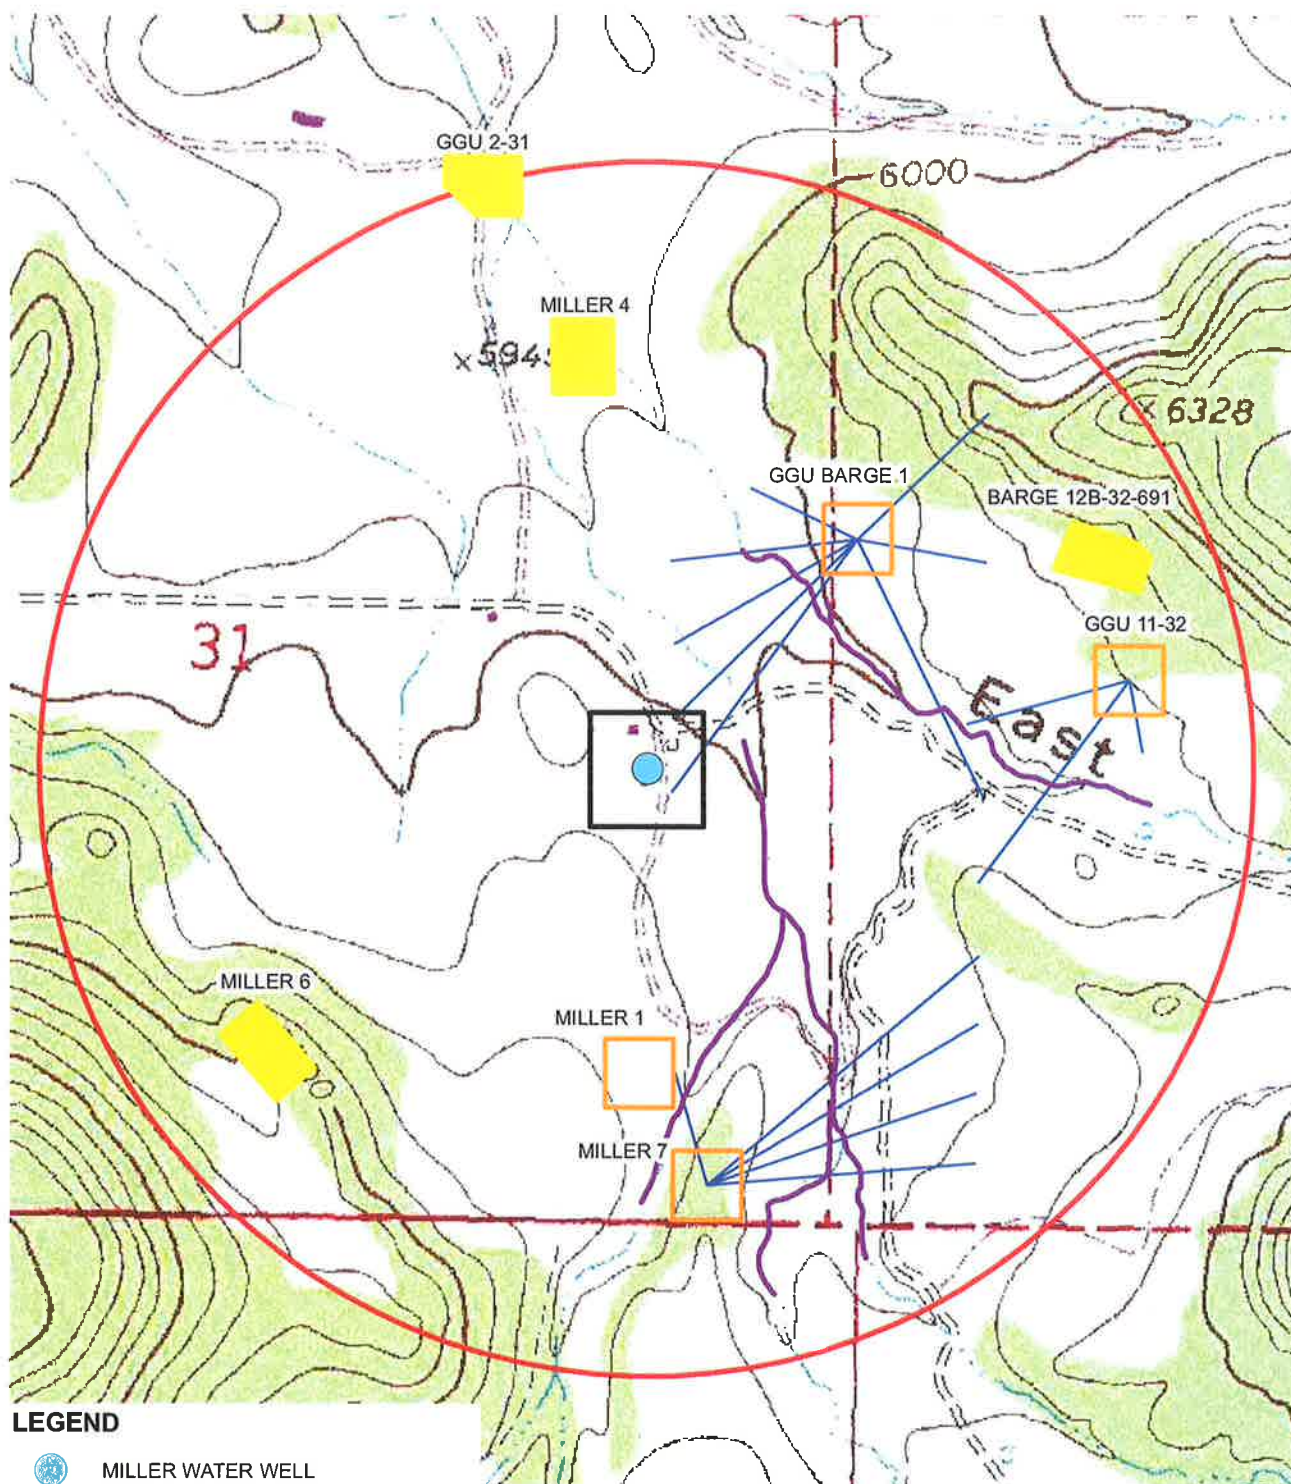 GGU 2-31
6000
MILLER 4
×5945
×6328
GGU BARGE 1
BARGE 12B-32-691
GGU 11-32
31
East
MILLER 6
MILLER 1
MILLER 7
LEGEND
MILLER WATER WELL